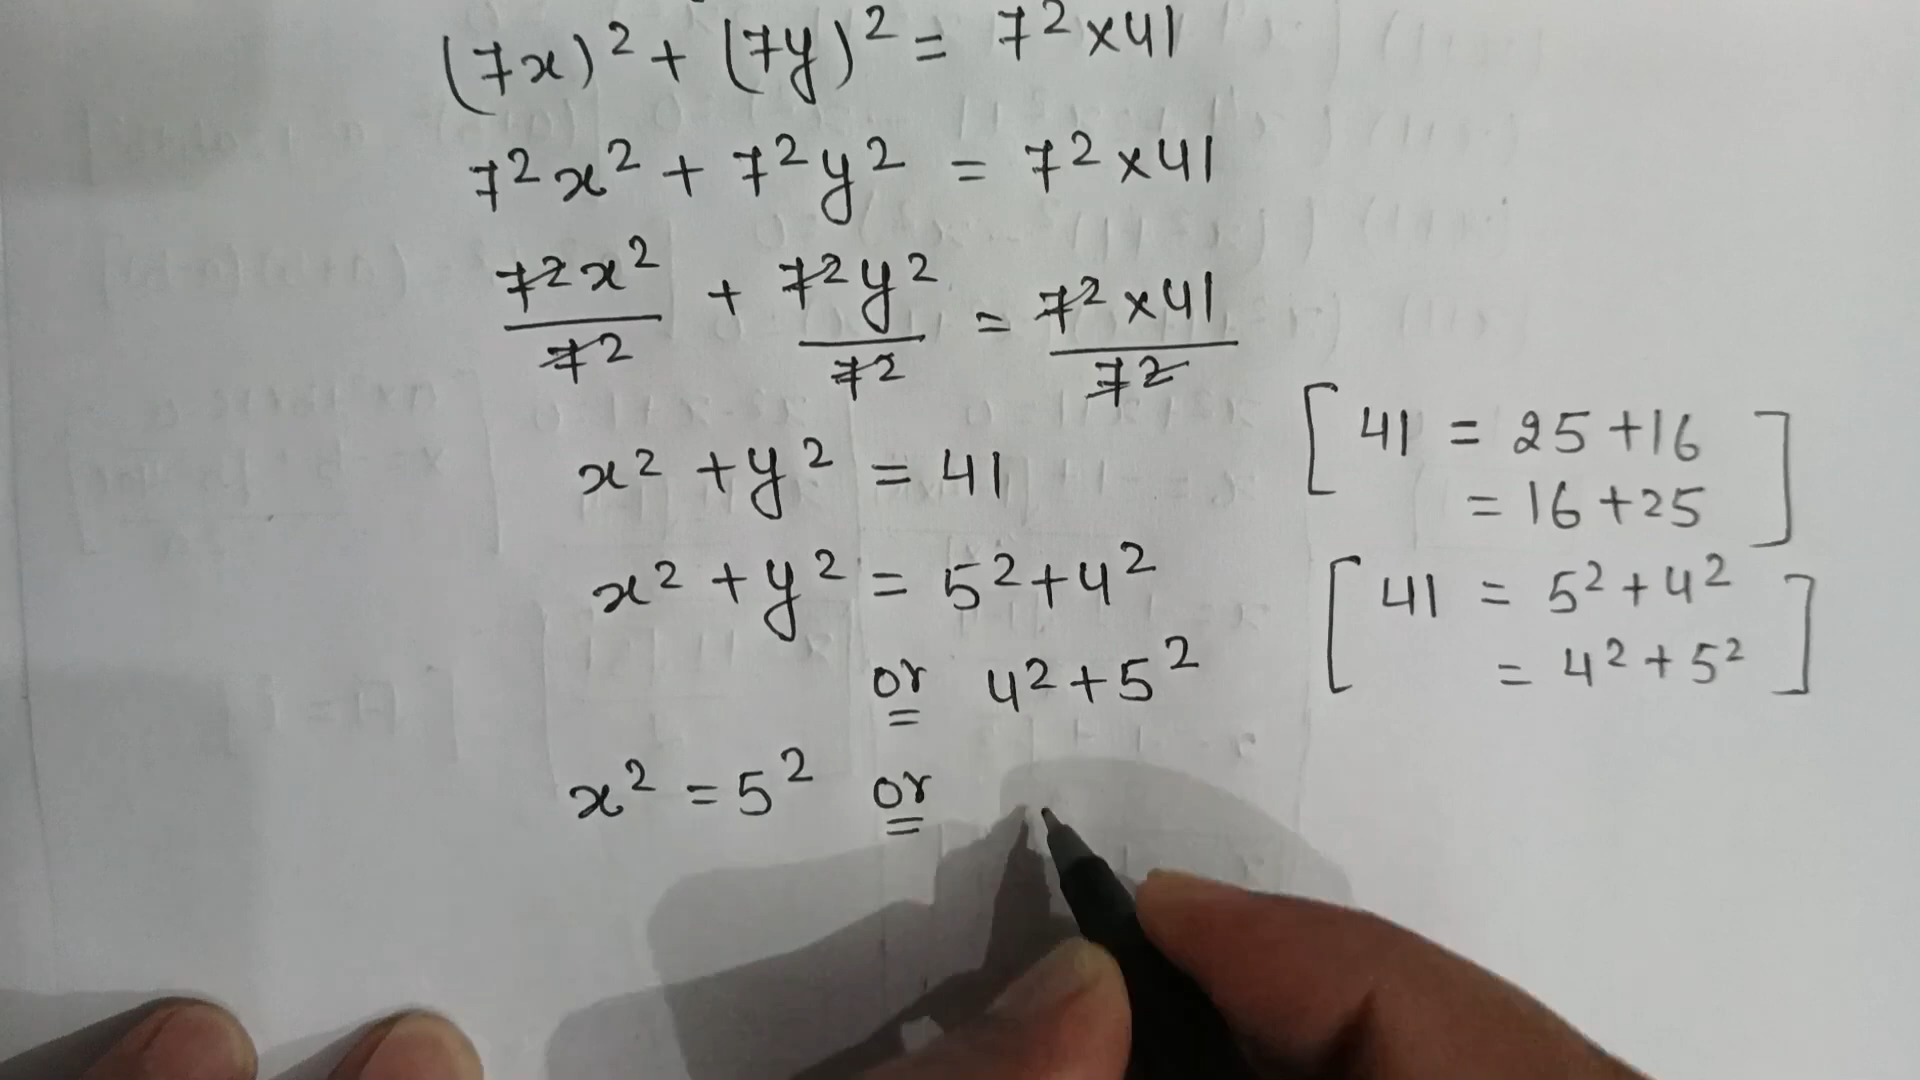 (7x)² + (7y)² = 7² × 41
7²x² + 7²y² = 7² × 41
7²x²/7² + 7²y²/7² = 7² × 41/7²
x² + y² = 41
x² + y² = 5² + 4²
or 4² + 5²
x² = 5² or
[41 = 25 + 16
= 16 + 25]
[41 = 5² + 4²
= 4² + 5²]